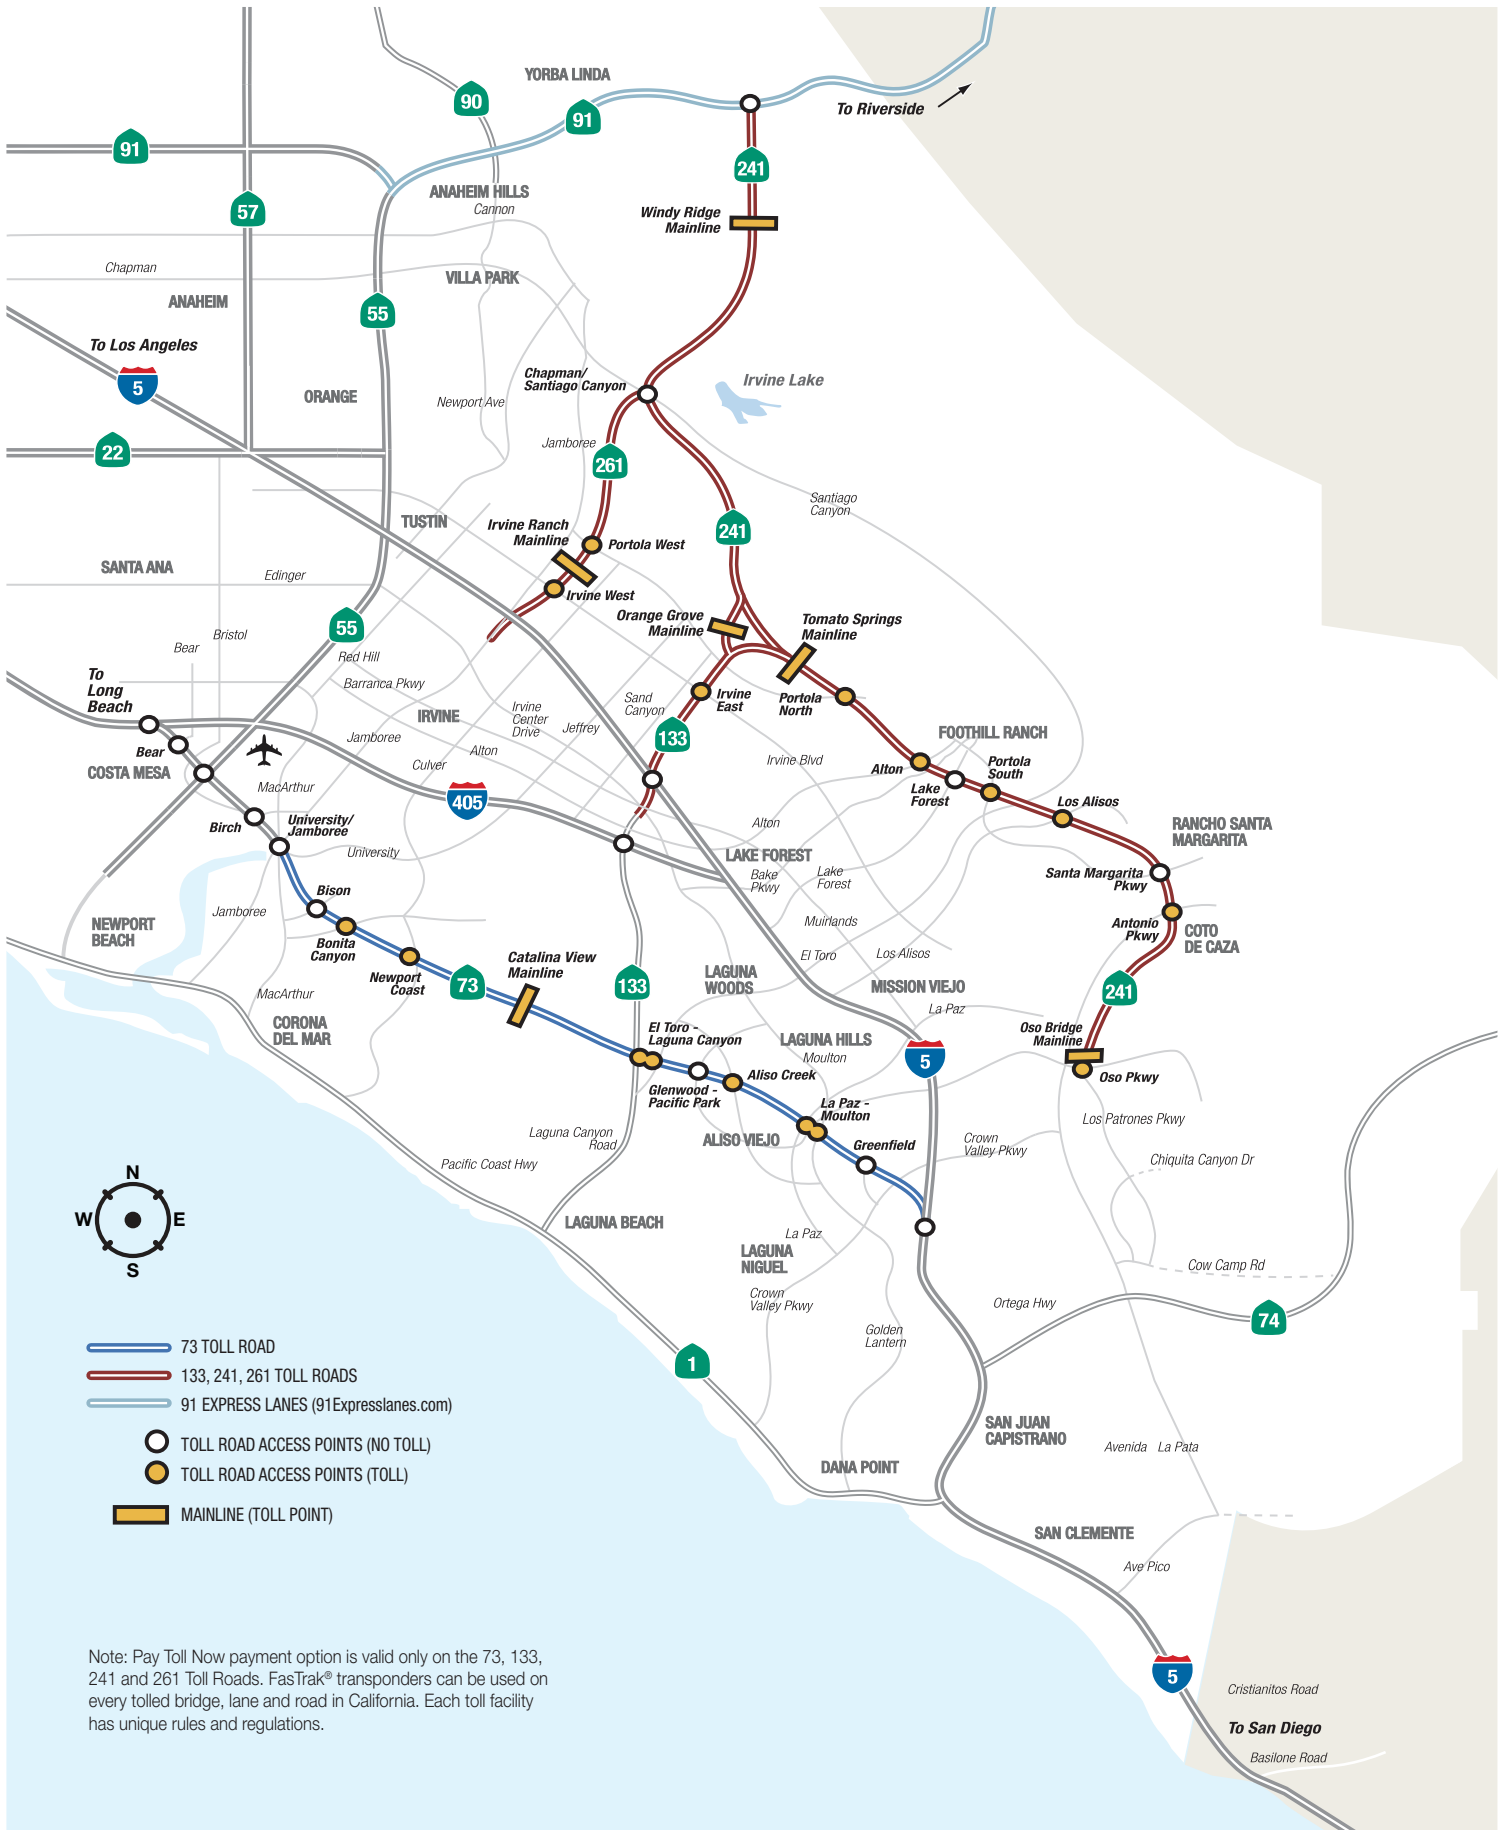 YORBA LINDA
90
91
To Riverside
91
241
ANAHEIM HILLS
Cannon
57
Windy Ridge
Mainline
Chapman
VILLA PARK
ANAHEIM
55
To Los Angeles
5
Chapman/
Santiago Canyon
Irvine Lake
ORANGE
Newport Ave
Jamboree
22
261
Santiago
Canyon
TUSTIN
Irvine Ranch
Mainline
241
Portola West
SANTA ANA
Edinger
Irvine West
Orange Grove
Mainline
Tomato Springs
Mainline
55
Bristol
Bear
Red Hill
To
Long
Beach
Barranca Pkwy
Sand
Canyon
Irvine
East
Portola
North
IRVINE
Irvine
Center
Drive
Jeffrey
133
FOOTHILL RANCH
Bear
Jamboree
Alton
Culver
Irvine Blvd
Alton
Portola
South
COSTA MESA
MacArthur
405
Lake
Forest
Los Alisos
Birch
University/
Jamboree
Alton
RANCHO SANTA
MARGARITA
University
LAKE FOREST
Bake
Pkwy
Lake
Forest
Santa Margarita
Pkwy
Bison
Jamboree
Muirlands
NEWPORT
BEACH
Bonita
Canyon
Antonio
Pkwy
COTO
DE CAZA
El Toro
Los Alisos
Newport
Coast
73
Catalina View
Mainline
133
LAGUNA
WOODS
MISSION VIEJO
241
MacArthur
La Paz
CORONA
DEL MAR
El Toro -
Laguna Canyon
LAGUNA HILLS
Moulton
5
Oso Bridge
Mainline
Aliso Creek
Oso Pkwy
Glenwood -
Pacific Park
La Paz -
Moulton
Los Patrones Pkwy
Laguna Canyon
Road
ALISO VIEJO
Greenfield
Crown
Valley Pkwy
Pacific Coast Hwy
Chiquita Canyon Dr
N
W
E
S
LAGUNA BEACH
La Paz
LAGUNA
NIGUEL
Cow Camp Rd
Crown
Valley Pkwy
Ortega Hwy
74
Golden
Lantern
73 TOLL ROAD
133, 241, 261 TOLL ROADS
91 EXPRESS LANES (91Expresslanes.com)
TOLL ROAD ACCESS POINTS (NO TOLL)
TOLL ROAD ACCESS POINTS (TOLL)
MAINLINE (TOLL POINT)
1
SAN JUAN
CAPISTRANO
Avenida La Pata
DANA POINT
SAN CLEMENTE
Ave Pico
Note: Pay Toll Now payment option is valid only on the 73, 133,
241 and 261 Toll Roads. FasTrak® transponders can be used on
every tolled bridge, lane and road in California. Each toll facility
has unique rules and regulations.
5
Cristianitos Road
To San Diego
Basilone Road